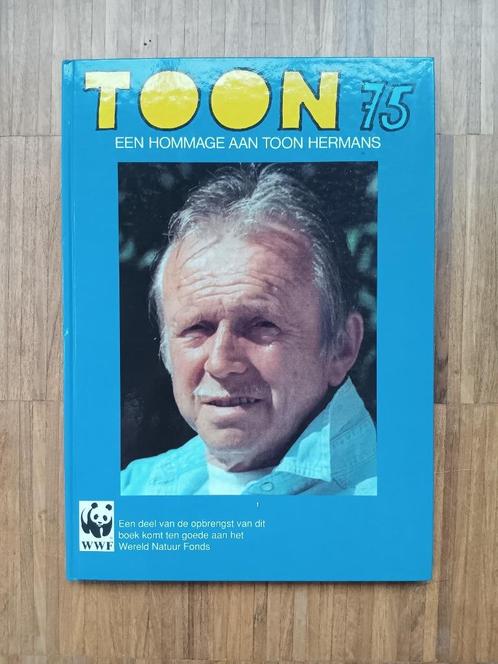 TOON 75
EEN HOMMAGE AAN TOON HERMANS
WWF
Een deel van de opbrengst van dit
boek komt ten goede aan het
Wereld Natuur Fonds